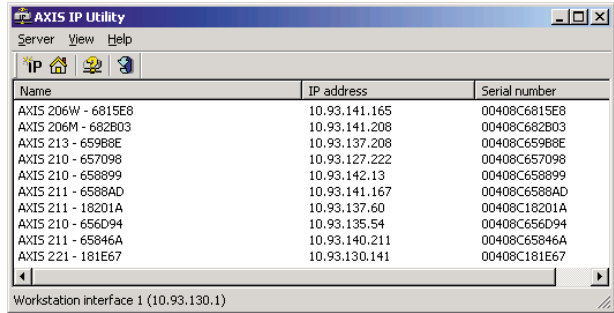 AXIS IP Utility
Server View Help
IP
Name IP address Serial number
AXIS 206W - 6815E8 10.93.141.165 00408C6815E8
AXIS 206M - 682B03 10.93.141.208 00408C682B03
AXIS 213 - 659B8E 10.93.137.208 00408C659B8E
AXIS 210 - 657098 10.93.127.222 00408C657098
AXIS 210 - 658899 10.93.142.13 00408C658899
AXIS 211 - 6588AD 10.93.141.167 00408C6588AD
AXIS 211 - 18201A 10.93.137.60 00408C18201A
AXIS 210 - 656D94 10.93.135.54 00408C656D94
AXIS 211 - 65846A 10.93.140.211 00408C65846A
AXIS 221 - 181E67 10.93.130.141 00408C181E67
Workstation interface 1 (10.93.130.1)